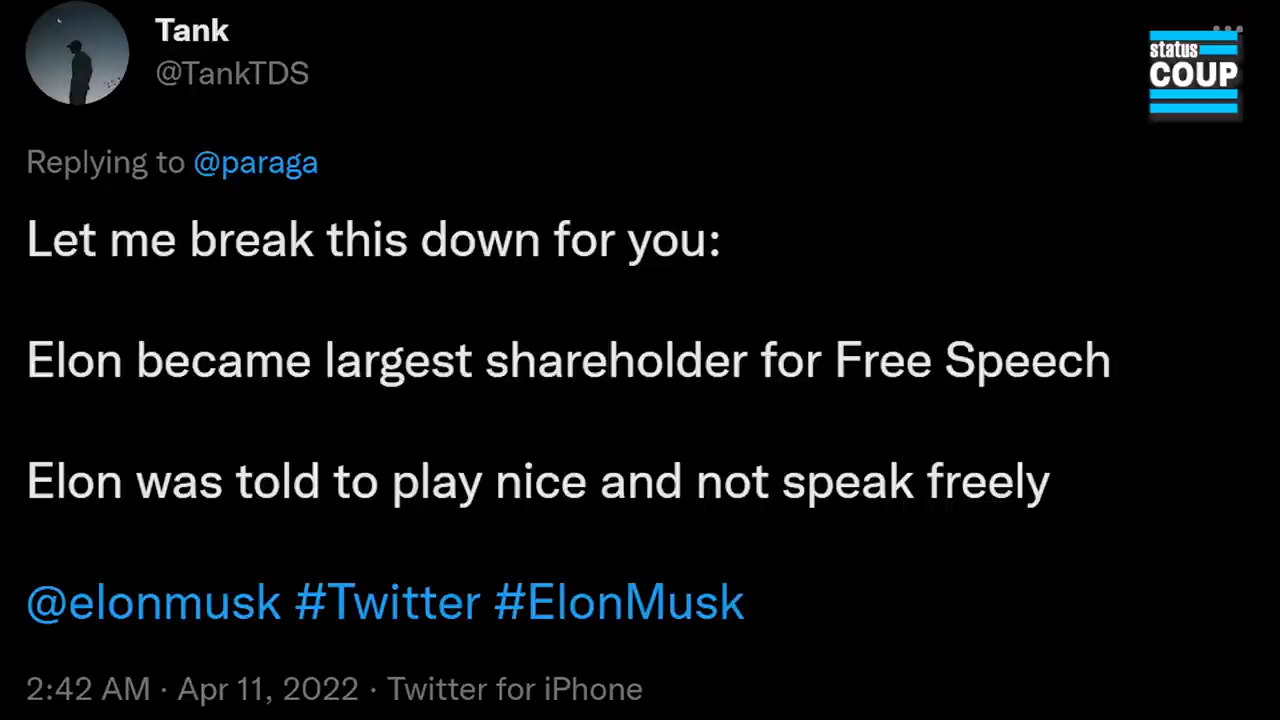 Tank
@TankTDS
status
COUP
Replying to @paraga
Let me break this down for you:
Elon became largest shareholder for Free Speech
Elon was told to play nice and not speak freely
@elonmusk #Twitter #ElonMusk
2:42 AM · Apr 11, 2022 · Twitter for iPhone